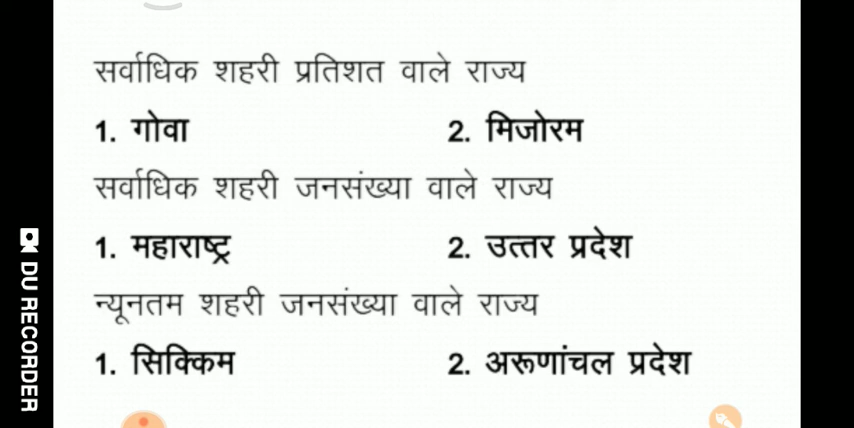 सर्वाधिक शहरी प्रतिशत वाले राज्य
1. गोवा 2. मिजोरम
सर्वाधिक शहरी जनसंख्या वाले राज्य
1. महाराष्ट्र 2. उत्तर प्रदेश
न्यूनतम शहरी जनसंख्या वाले राज्य
1. सिक्किम 2. अरूणांचल प्रदेश
DU RECORDER